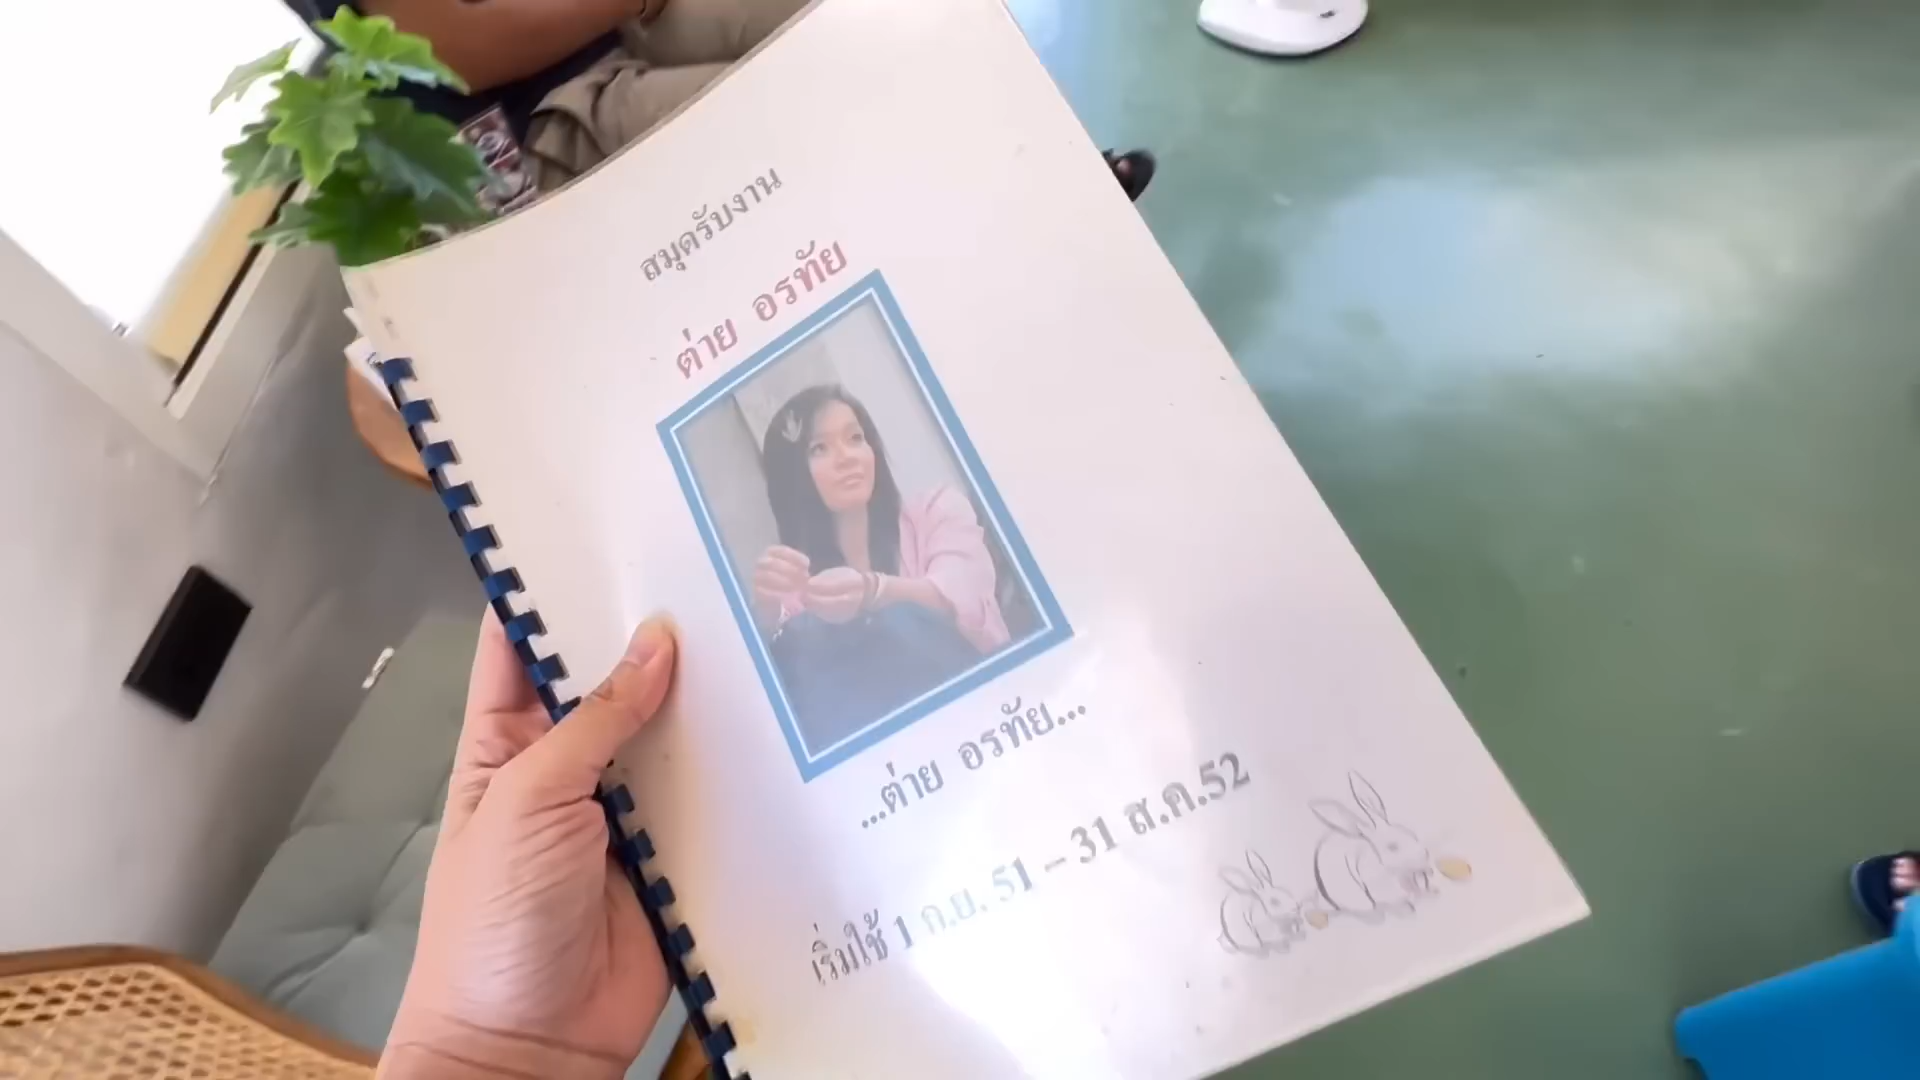 สมุดรับงาน
ต่าย อรทัย
...ต่าย อรทัย...
เริ่มใช้ 1 ก.ย. 51 – 31 ส.ค.52